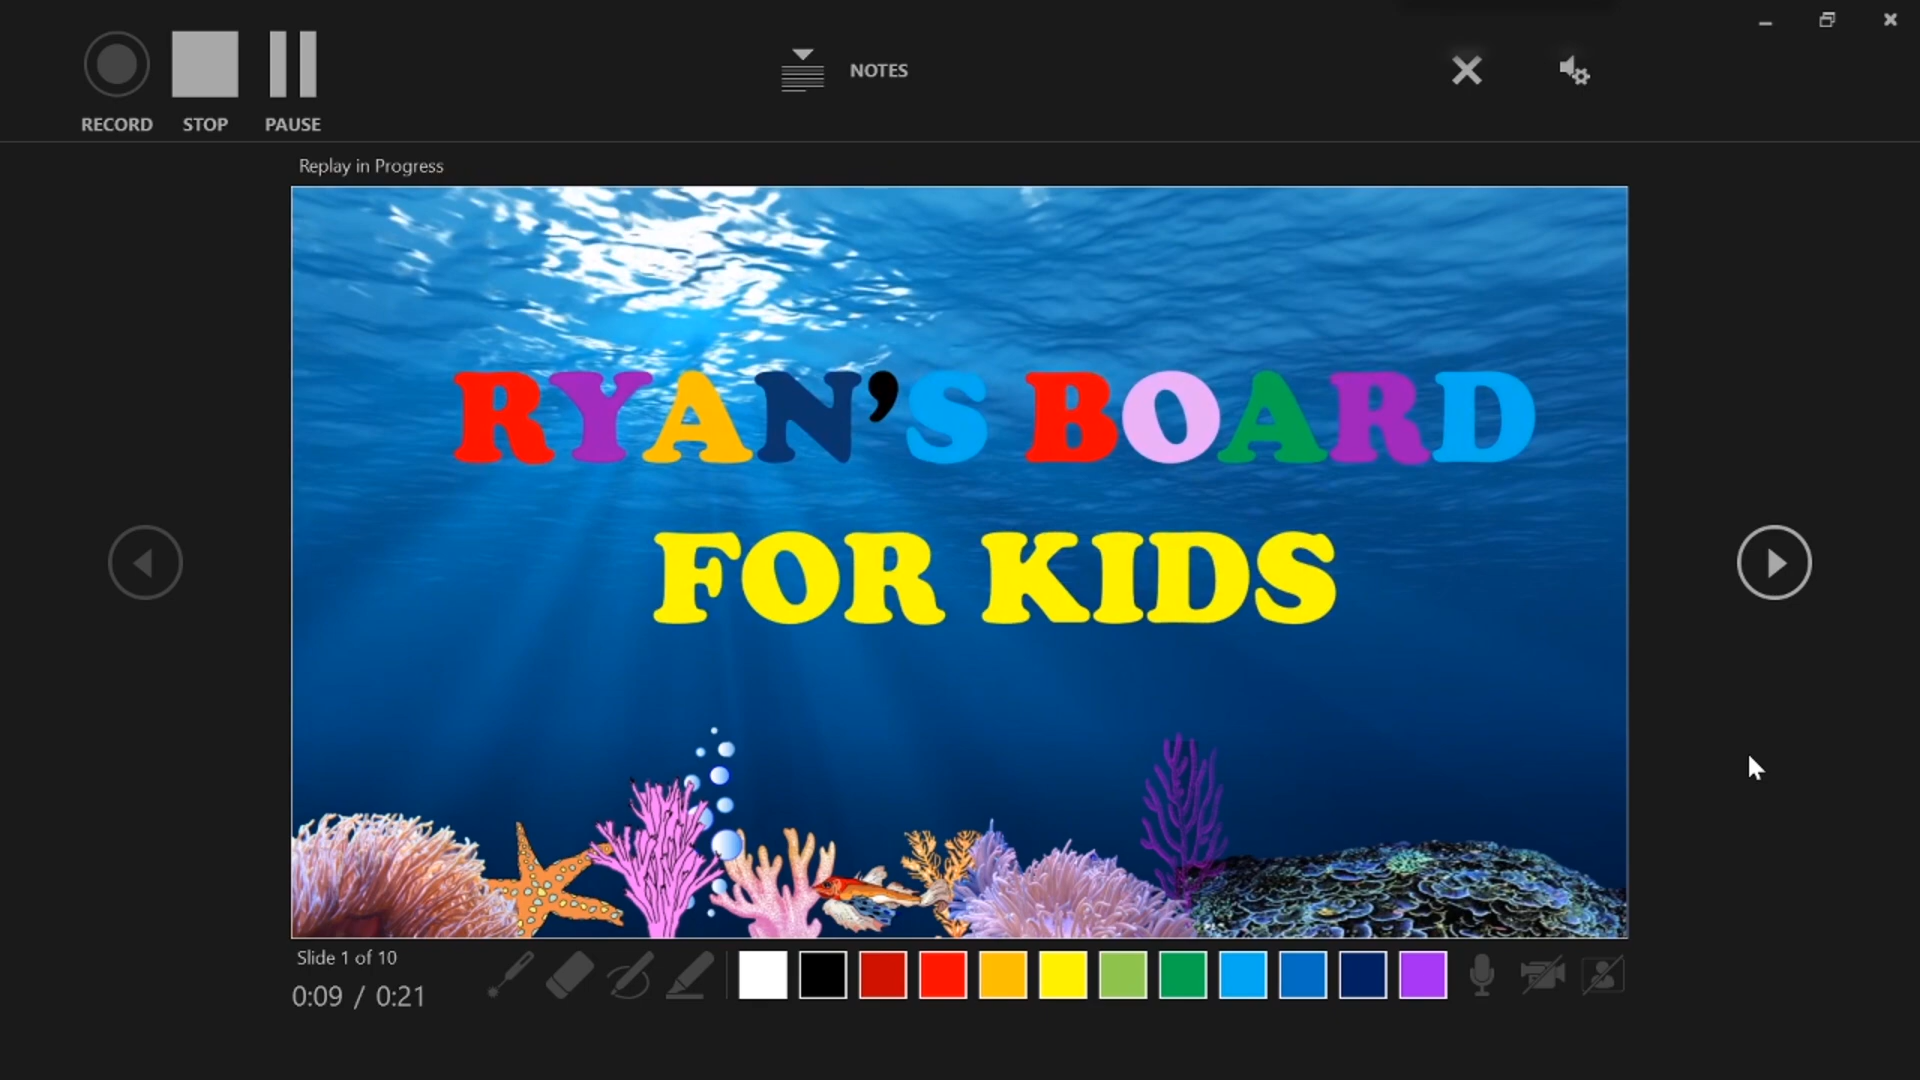 RECORD STOP PAUSE
NOTES
Replay in Progress
RYAN'S BOARD
FOR KIDS
Slide 1 of 10
0:09 / 0:21